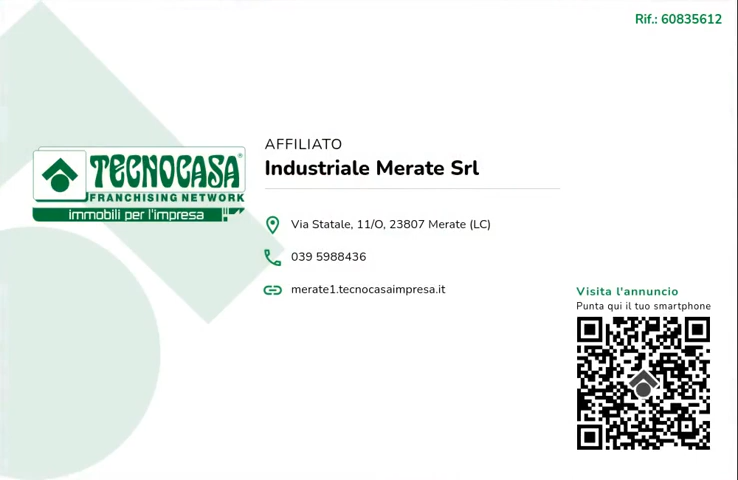 Rif.: 60835612
AFFILIATO
Industriale Merate Srl
TECNOCASA®
FRANCHISING NETWORK
immobili per l'impresa
Via Statale, 11/O, 23807 Merate (LC)
039 5988436
merate1.tecnocasaimpresa.it
Visita l'annuncio
Punta qui il tuo smartphone